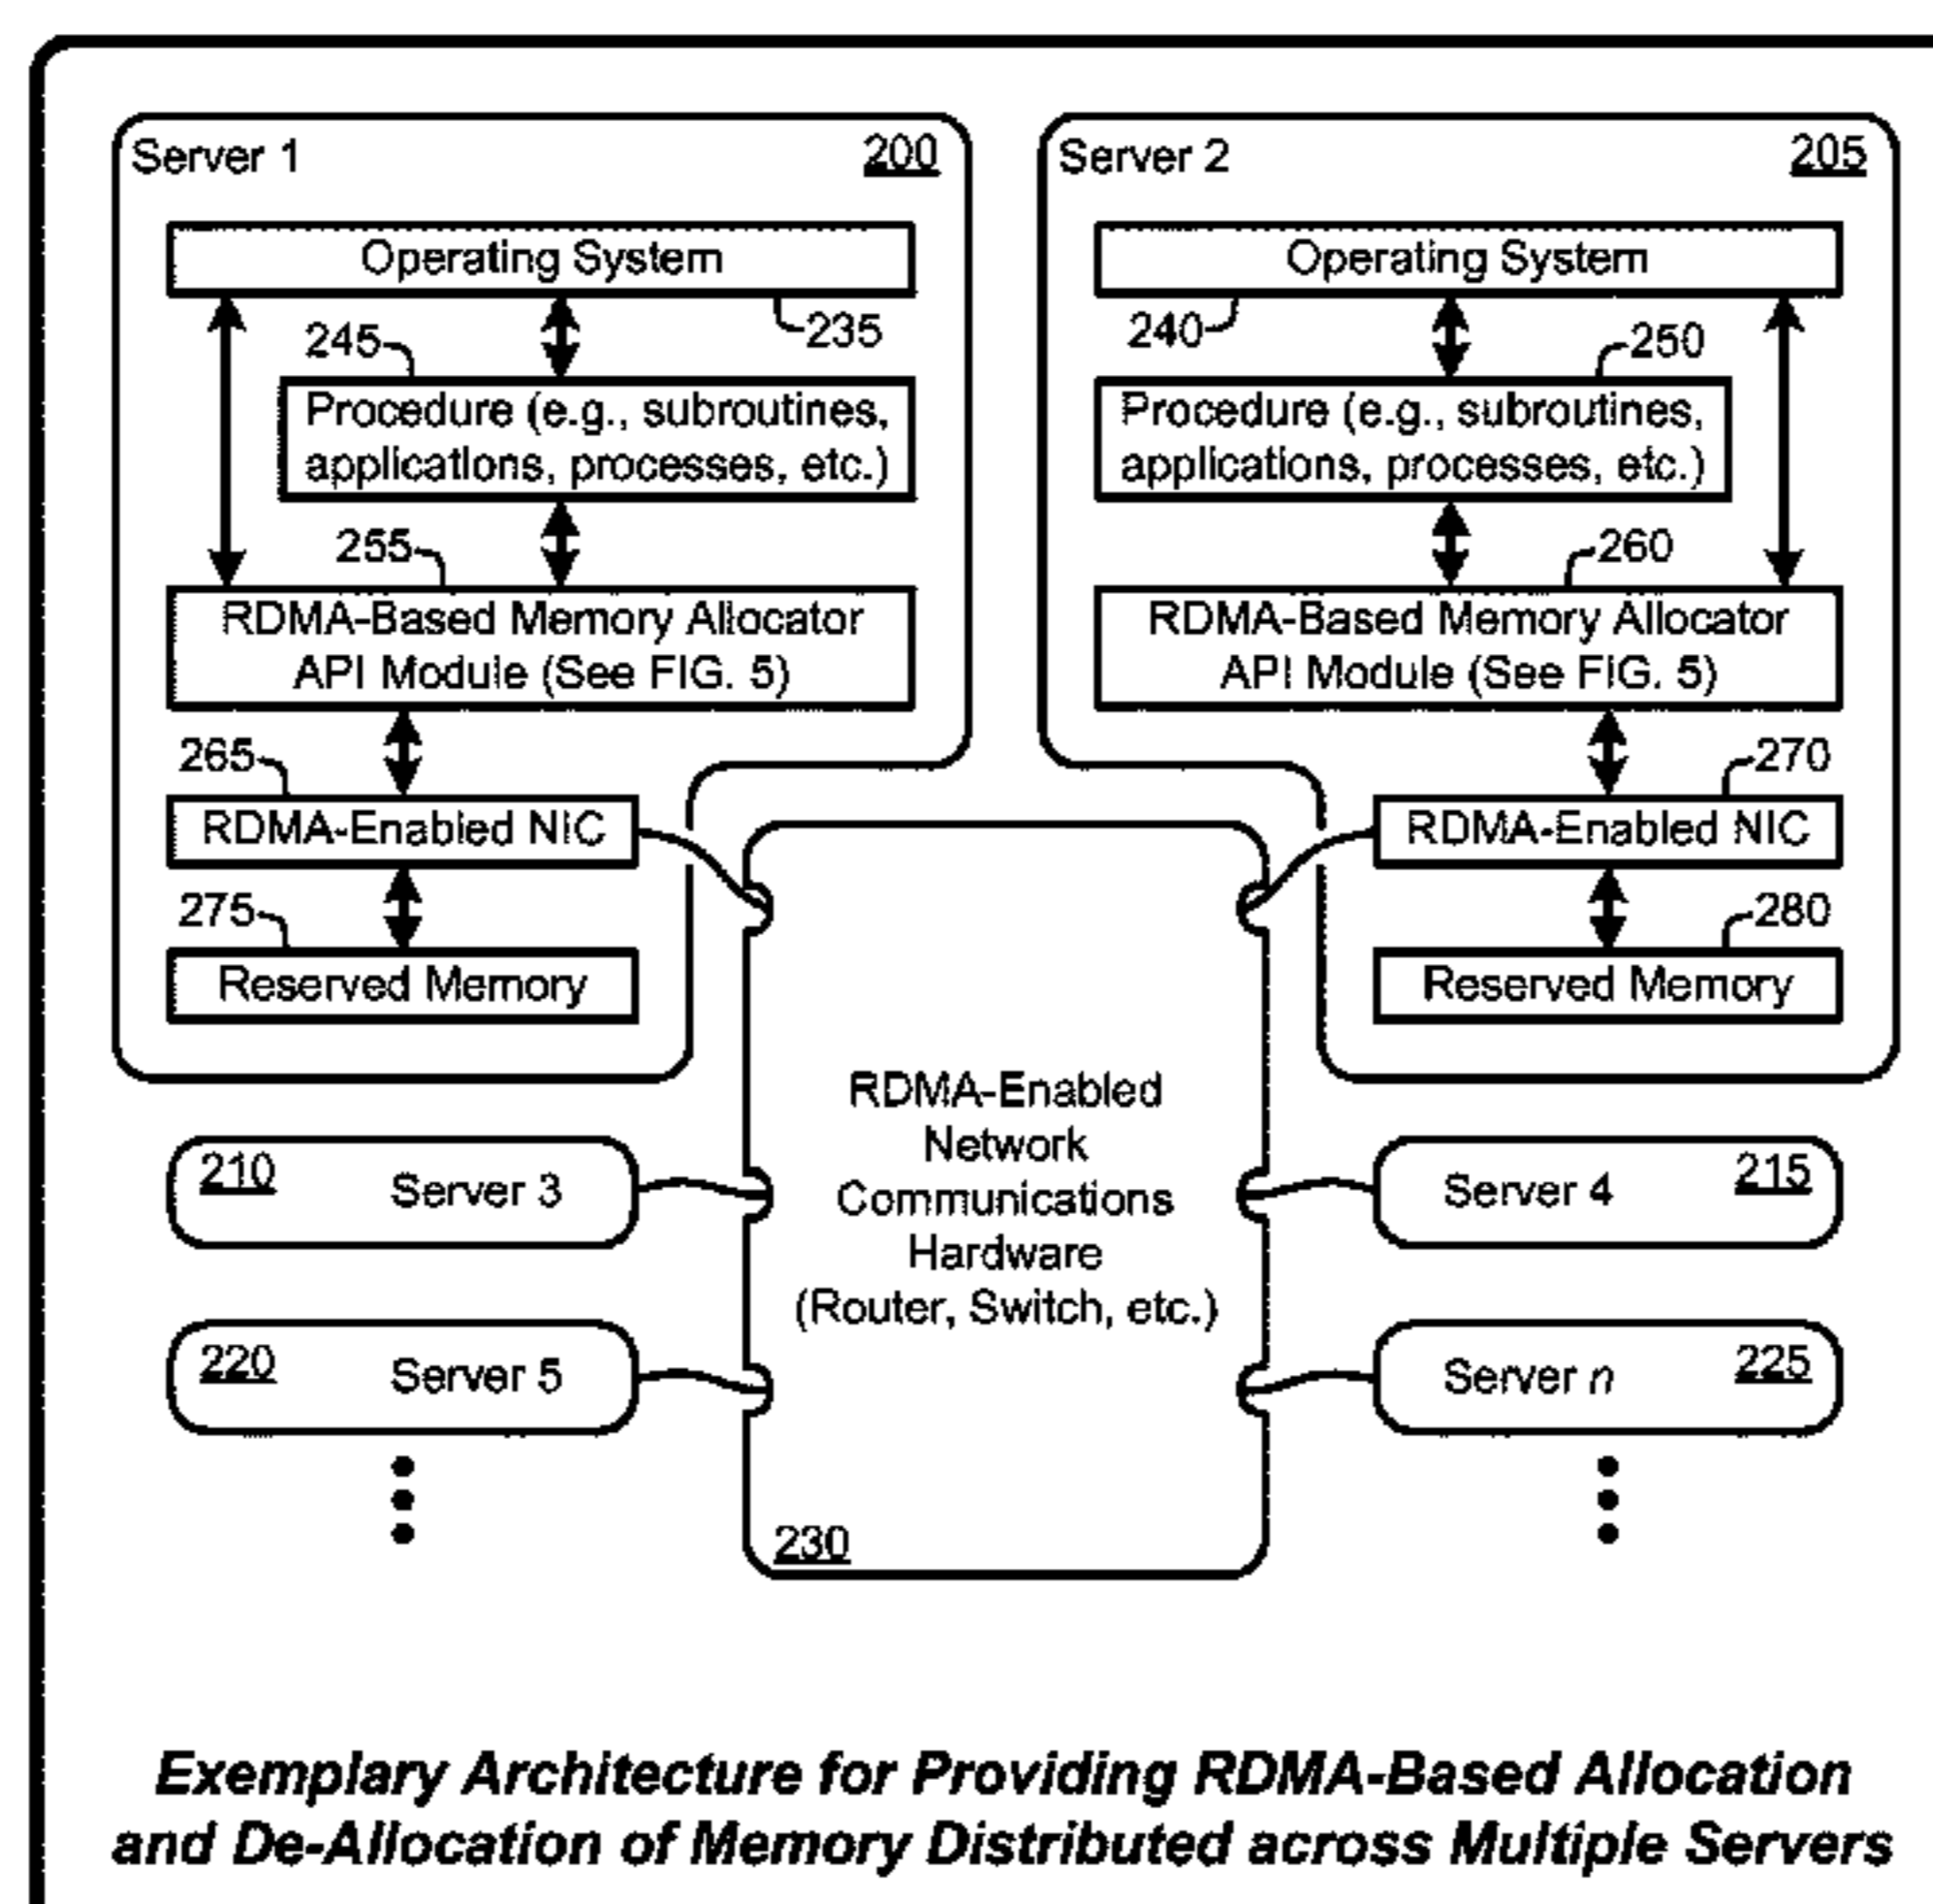 Server 1 200
Operating System
235
245
Procedure (e.g., subroutines,
applications, processes, etc.)
255
RDMA-Based Memory Allocator
API Module (See FIG. 5)
265
RDMA-Enabled NIC
275
Reserved Memory
Server 2 205
Operating System
240
250
Procedure (e.g., subroutines,
applications, processes, etc.)
260
RDMA-Based Memory Allocator
API Module (See FIG. 5)
270
RDMA-Enabled NIC
280
Reserved Memory
RDMA-Enabled
Network
Communications
Hardware
(Router, Switch, etc.)
230
210 Server 3
Server 4 215
220 Server 5
Server n 225
Exemplary Architecture for Providing RDMA-Based Allocation
and De-Allocation of Memory Distributed across Multiple Servers